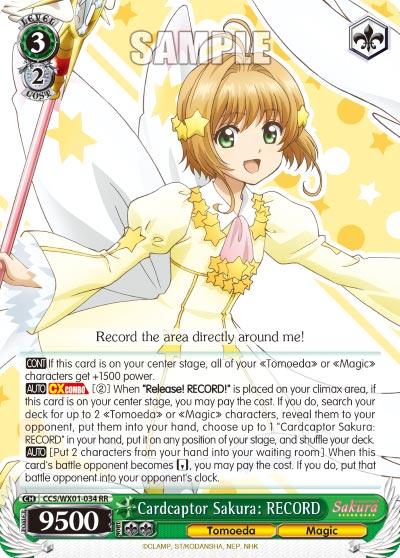 LEVEL
3
2
COST
SAMPLE
Record the area directly around me!
CONT If this card is on your center stage, all of your «Tomoeda» or «Magic»
characters get +1500 power.
AUTO CXCOMBO [②] When "Release! RECORD!" is placed on your climax area, if
this card is on your center stage, you may pay the cost. If you do, search your
deck for up to 2 «Tomoeda» or «Magic» characters, reveal them to your
opponent, put them into your hand, choose up to 1 "Cardcaptor Sakura:
RECORD" in your hand, put it on any position of your stage, and shuffle your deck.
AUTO [Put 2 characters from your hand into your waiting room] When this
card's battle opponent becomes [▼], you may pay the cost. If you do, put that
battle opponent into your opponent's clock.
CH CCS/WX01-034 RR
POWER
9500
SOUL
Cardcaptor Sakura: RECORD
Sakura
Tomoeda
Magic
©CLAMP, ST/KODANSHA, NEP, NHK